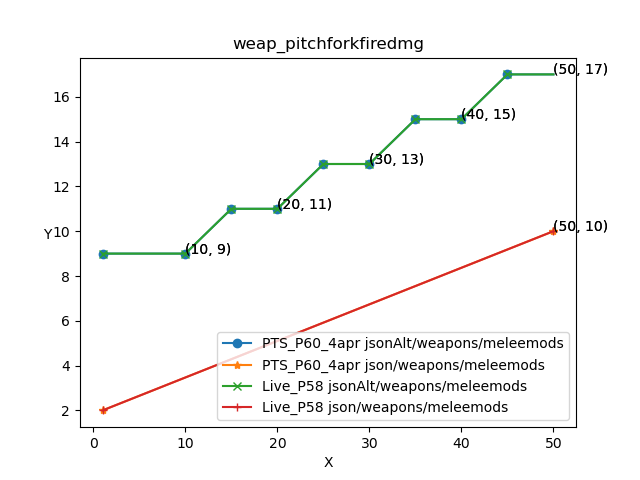 weap_pitchforkfiredmg
(50, 17)
16
14
(40, 15)
(30, 13)
12
(20, 11)
Y
10
(50, 10)
(10, 9)
8
6
4
2
PTS_P60_4apr jsonAlt/weapons/meleemods
PTS_P60_4apr json/weapons/meleemods
Live_P58 jsonAlt/weapons/meleemods
Live_P58 json/weapons/meleemods
0 10 20 30 40 50
X